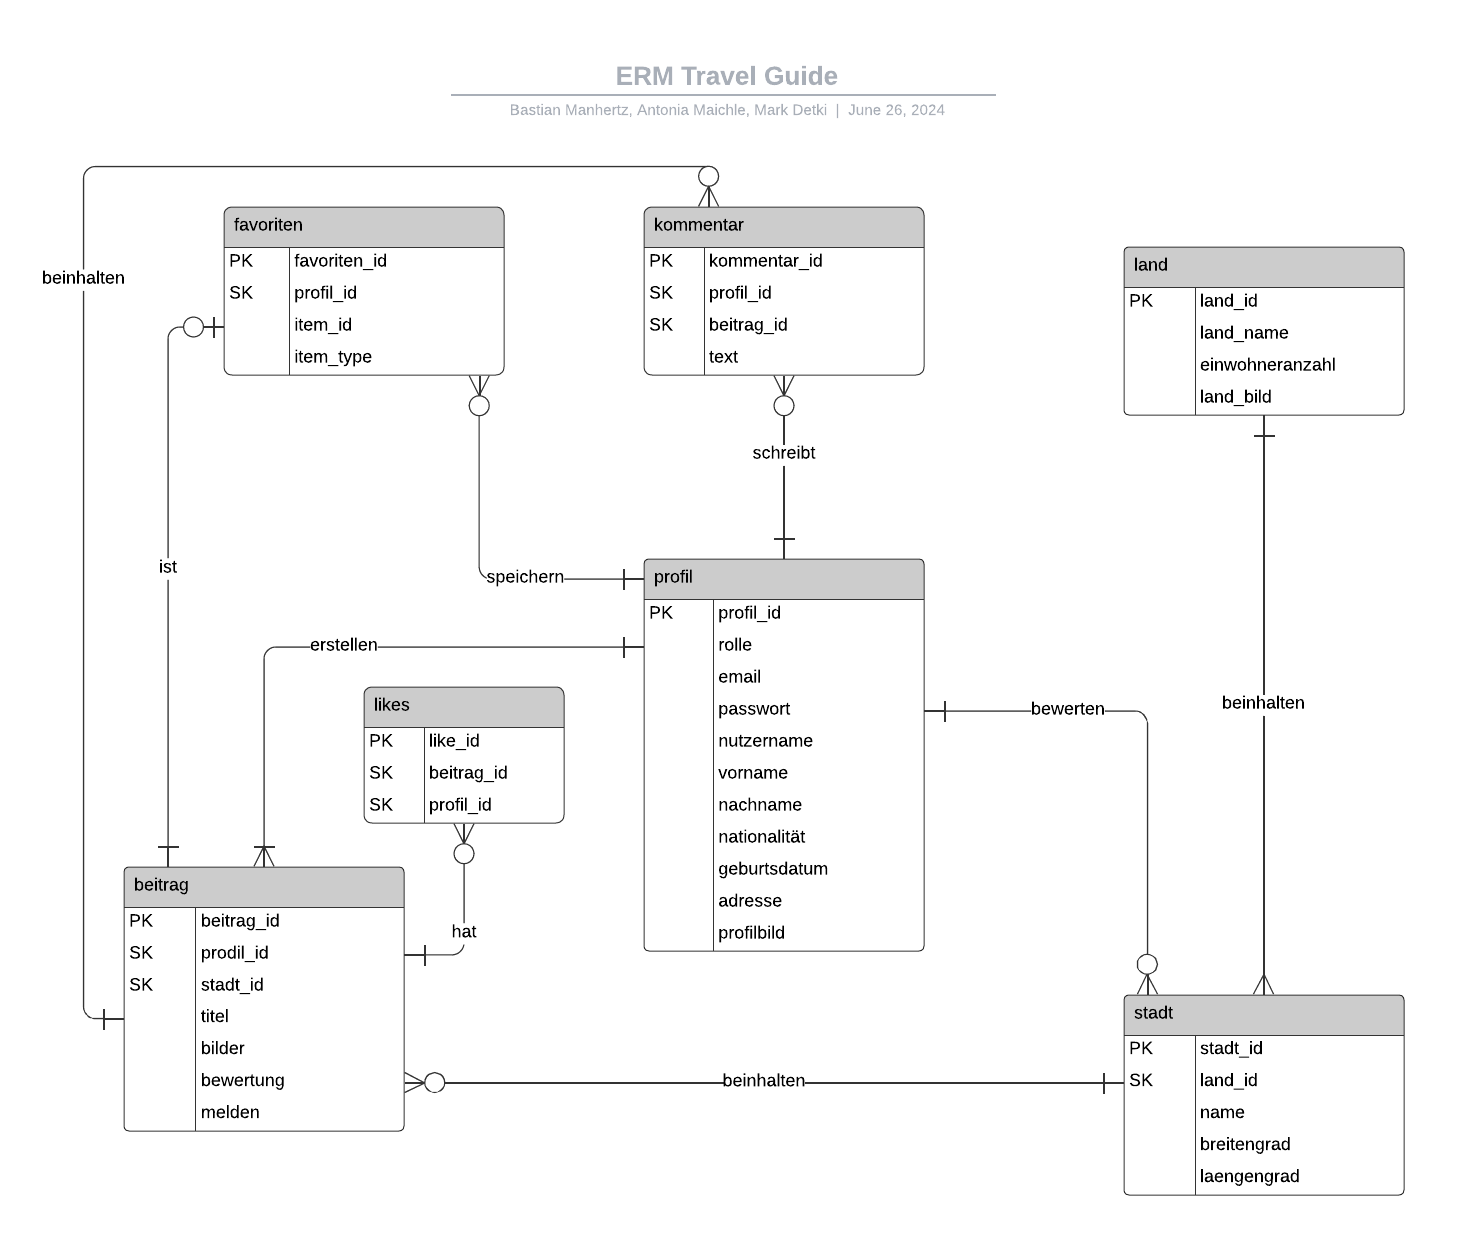 ERM Travel Guide
Bastian Manhertz, Antonia Maichle, Mark Detki | June 26, 2024
beinhalten
favoriten
PK favoriten_id
SK profil_id
item_id
item_type
kommentar
PK kommentar_id
SK profil_id
SK beitrag_id
text
land
PK land_id
land_name
einwohneranzahl
land_bild
schreibt
ist
speichern
erstellen
profil
PK profil_id
rolle
email
passwort
nutzername
vorname
nachname
nationalität
geburtsdatum
adresse
profilbild
likes
PK like_id
SK beitrag_id
SK profil_id
bewerten
beinhalten
hat
beitrag
PK beitrag_id
SK prodil_id
SK stadt_id
titel
bilder
bewertung
melden
beinhalten
stadt
PK stadt_id
SK land_id
name
breitengrad
laengengrad